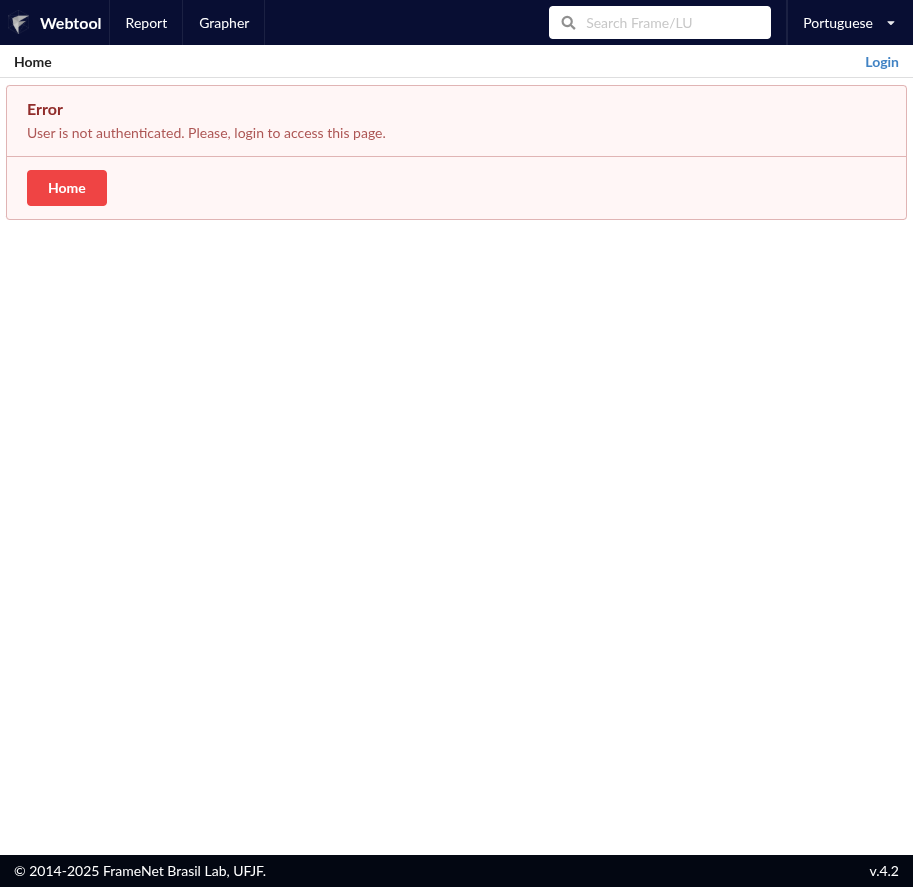 Webtool Report Grapher Search Frame/LU Portuguese
Home Login
Error
User is not authenticated. Please, login to access this page.
Home
© 2014-2025 FrameNet Brasil Lab, UFJF. v.4.2